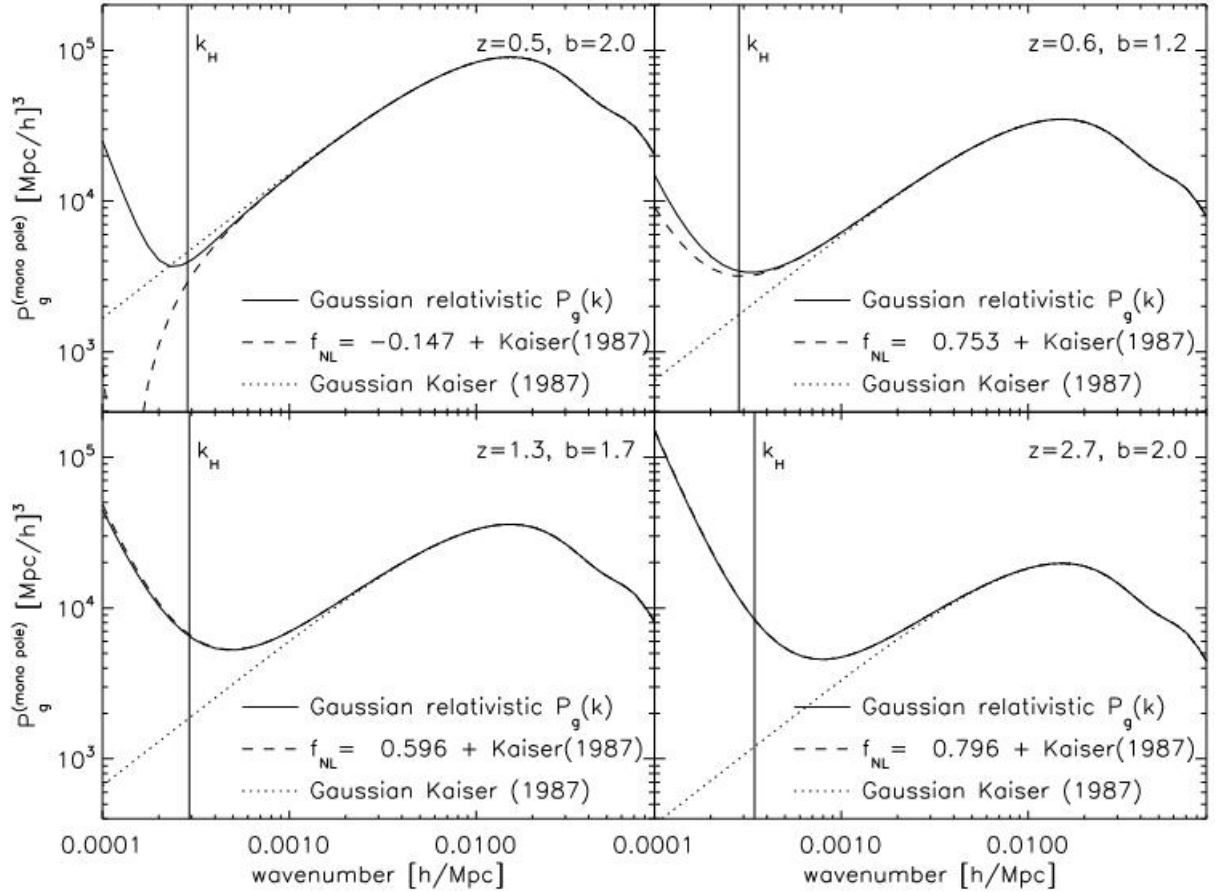 10^5
k_H
z=0.5, b=2.0
k_H
z=0.6, b=1.2
P_g^(mono pole) [Mpc/h]^3
10^4
10^3
Gaussian relativistic P_g(k)
f_NL= −0.147 + Kaiser(1987)
Gaussian Kaiser (1987)
Gaussian relativistic P_g(k)
f_NL= 0.753 + Kaiser(1987)
Gaussian Kaiser (1987)
10^5
k_H
z=1.3, b=1.7
k_H
z=2.7, b=2.0
P_g^(mono pole) [Mpc/h]^3
10^4
10^3
Gaussian relativistic P_g(k)
f_NL= 0.596 + Kaiser(1987)
Gaussian Kaiser (1987)
Gaussian relativistic P_g(k)
f_NL= 0.796 + Kaiser(1987)
Gaussian Kaiser (1987)
0.0001 0.0010 0.0100 0.0001 0.0010 0.0100
wavenumber [h/Mpc] wavenumber [h/Mpc]